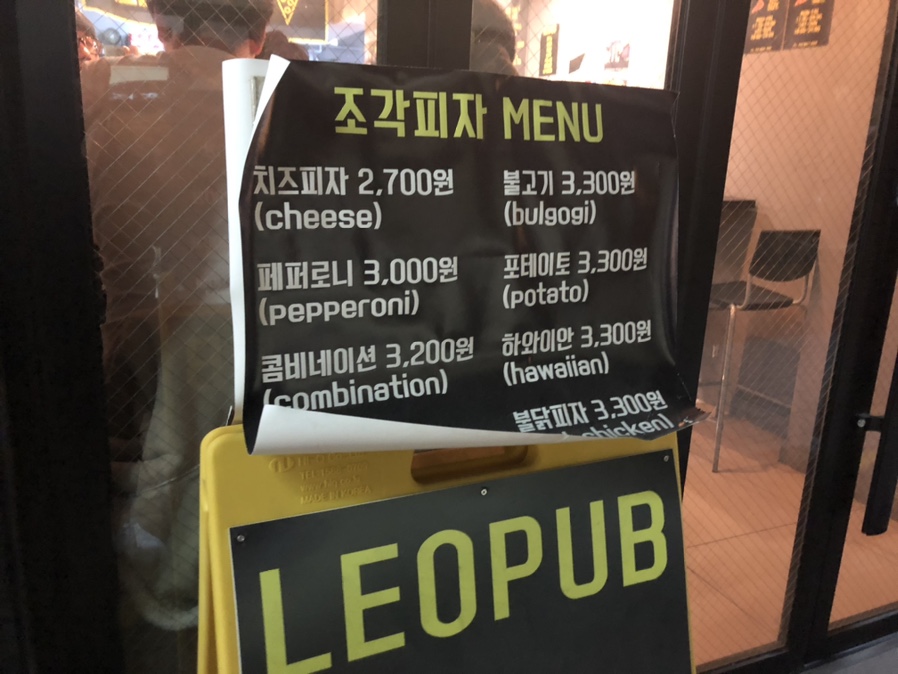 조각피자 MENU
치즈피자 2,700원
(cheese)
페퍼로니 3,000원
(pepperoni)
콤비네이션 3,200원
(combination)
불고기 3,300원
(bulgogi)
포테이토 3,300원
(potato)
하와이안 3,300원
(hawaiian)
불닭피자 3,300원
chicken)
LEOPUB